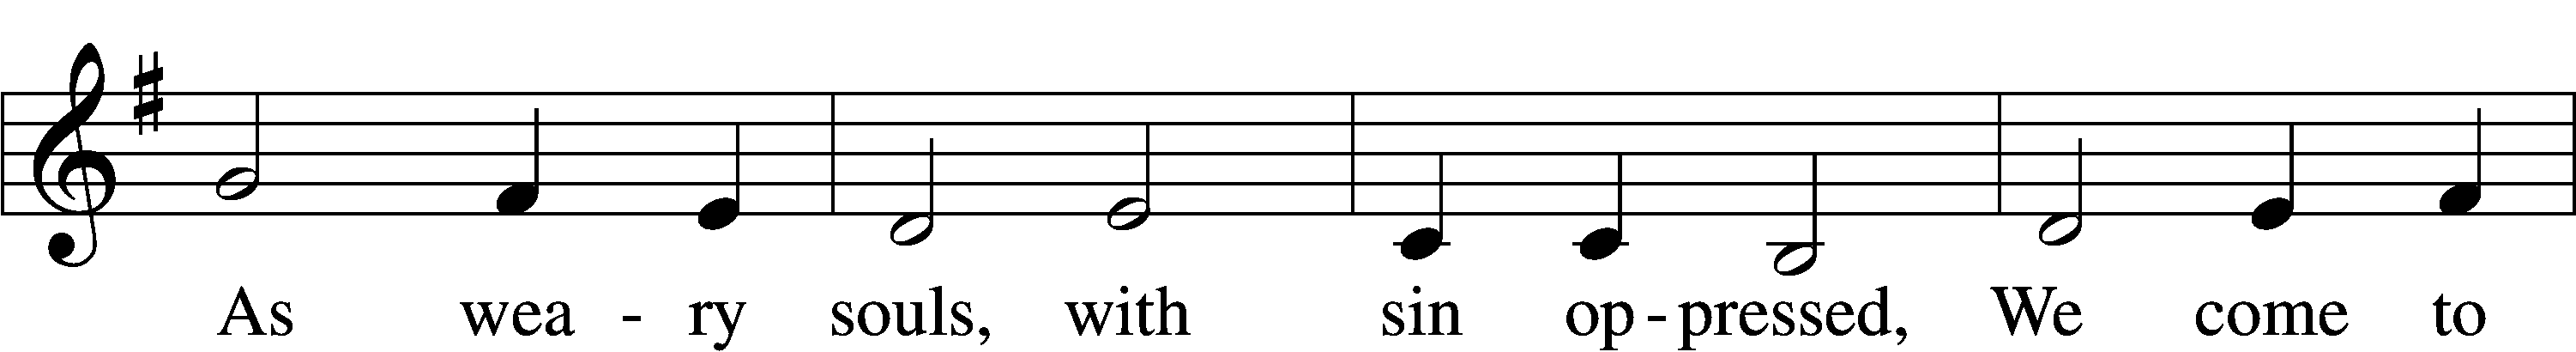 As wea - ry souls, with sin op - pressed, We come to